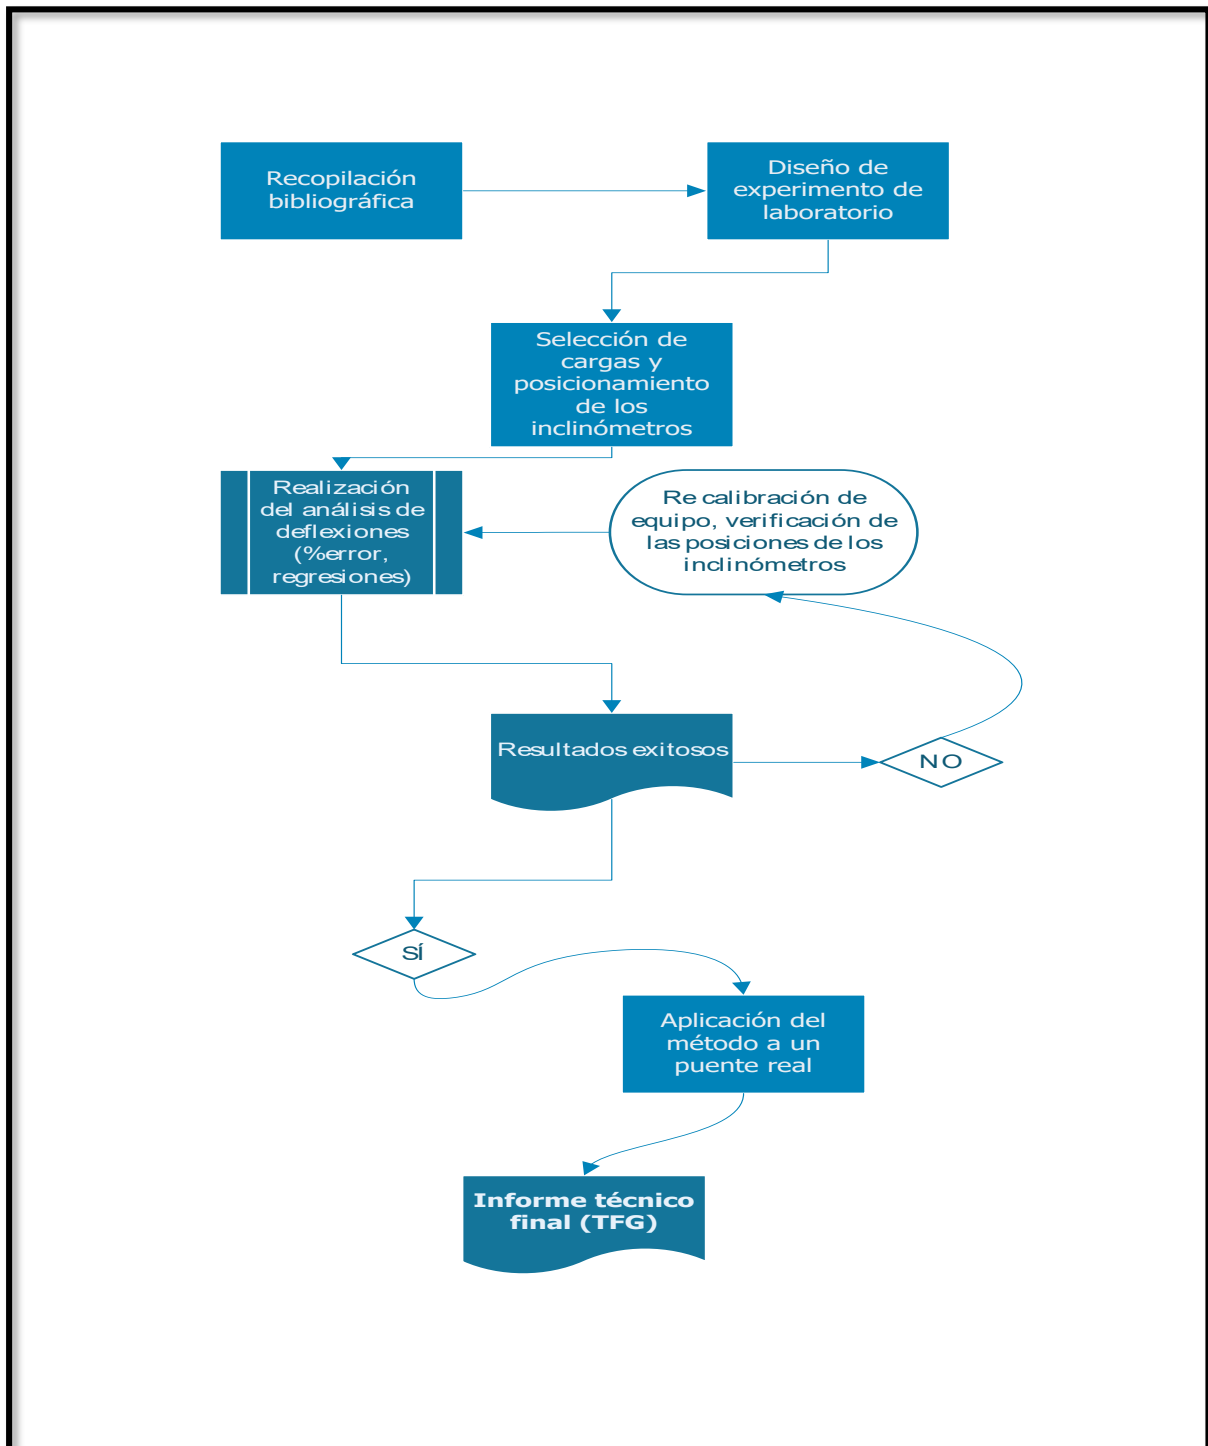 Recopilación
bibliográfica
Diseño de
experimento de
laboratorio
Selección de
cargas y
posicionamiento
de los
inclinómetros
Realización
del análisis de
deflexiones
(%error,
regresiones)
Re calibración de
equipo, verificación de
las posiciones de los
inclinómetros
Resultados exitosos
NO
SÍ
Aplicación del
método a un
puente real
Informe técnico
final (TFG)